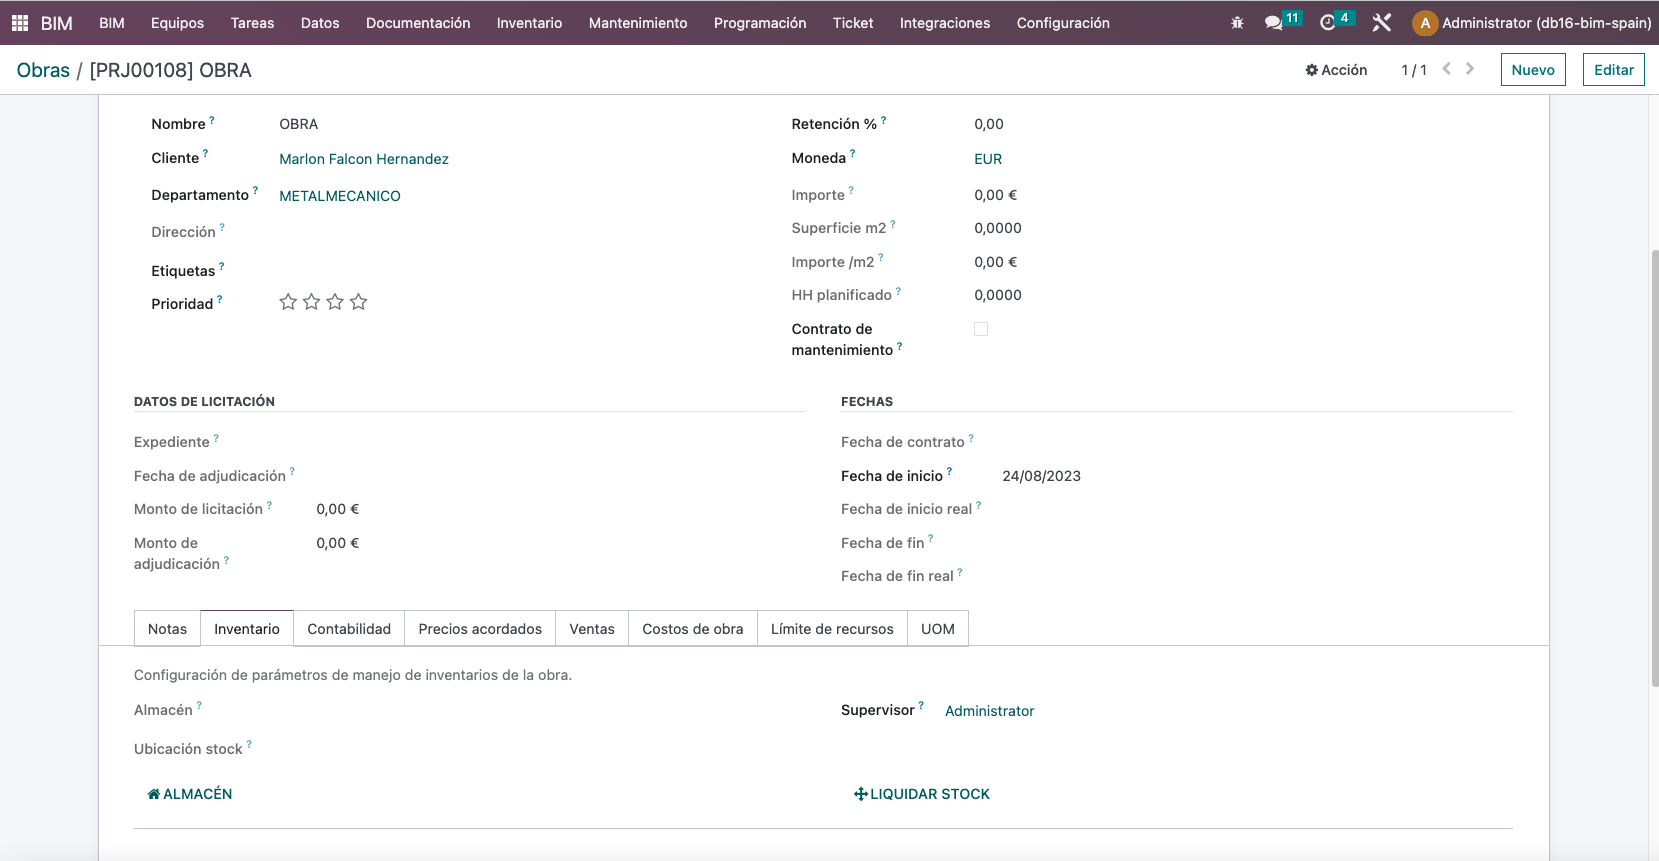 BIM BIM Equipos Tareas Datos Documentación Inventario Mantenimiento Programación Ticket Integraciones Configuración 11 4 A Administrator (db16-bim-spain)
Obras / [PRJ00108] OBRA Acción 1 / 1 Nuevo Editar
Nombre ? OBRA
Cliente ? Marlon Falcon Hernandez
Departamento ? METALMECANICO
Dirección ?
Etiquetas ?
Prioridad ?
Retención % ? 0,00
Moneda ? EUR
Importe ? 0,00 €
Superficie m2 ? 0,0000
Importe /m2 ? 0,00 €
HH planificado ? 0,0000
Contrato de
mantenimiento ?
DATOS DE LICITACIÓN
Expediente ?
Fecha de adjudicación ?
Monto de licitación ? 0,00 €
Monto de 0,00 €
adjudicación ?
FECHAS
Fecha de contrato ?
Fecha de inicio ? 24/08/2023
Fecha de inicio real ?
Fecha de fin ?
Fecha de fin real ?
Notas Inventario Contabilidad Precios acordados Ventas Costos de obra Límite de recursos UOM
Configuración de parámetros de manejo de inventarios de la obra.
Almacén ?
Ubicación stock ?
Supervisor ? Administrator
ALMACÉN
LIQUIDAR STOCK